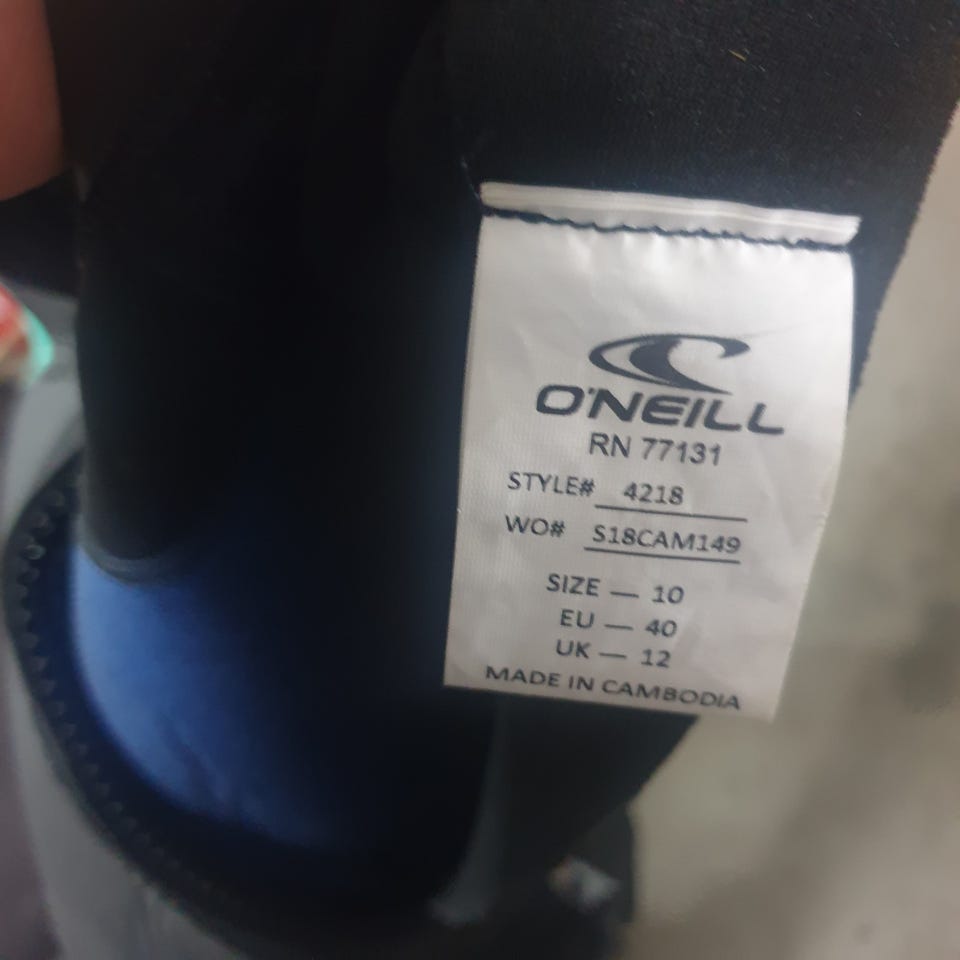 O'NEILL
RN 77131
STYLE# 4218
WO# S18CAM149
SIZE — 10
EU — 40
UK — 12
MADE IN CAMBODIA